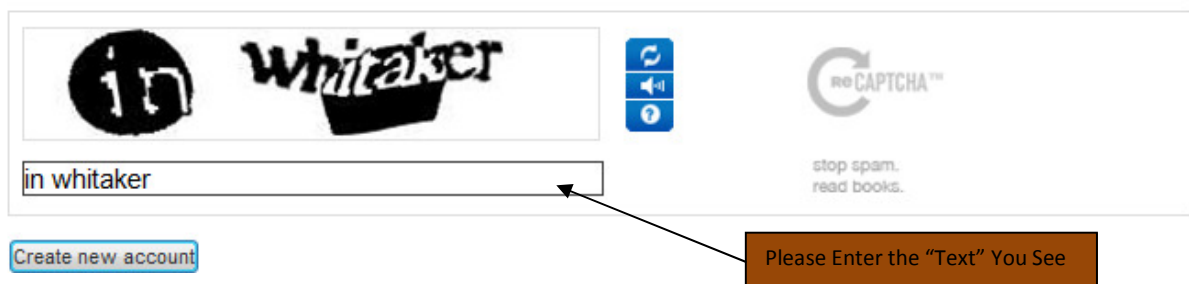 in whitaker
reCAPTCHA™
in whitaker
stop spam.
read books.
Create new account
Please Enter the “Text” You See